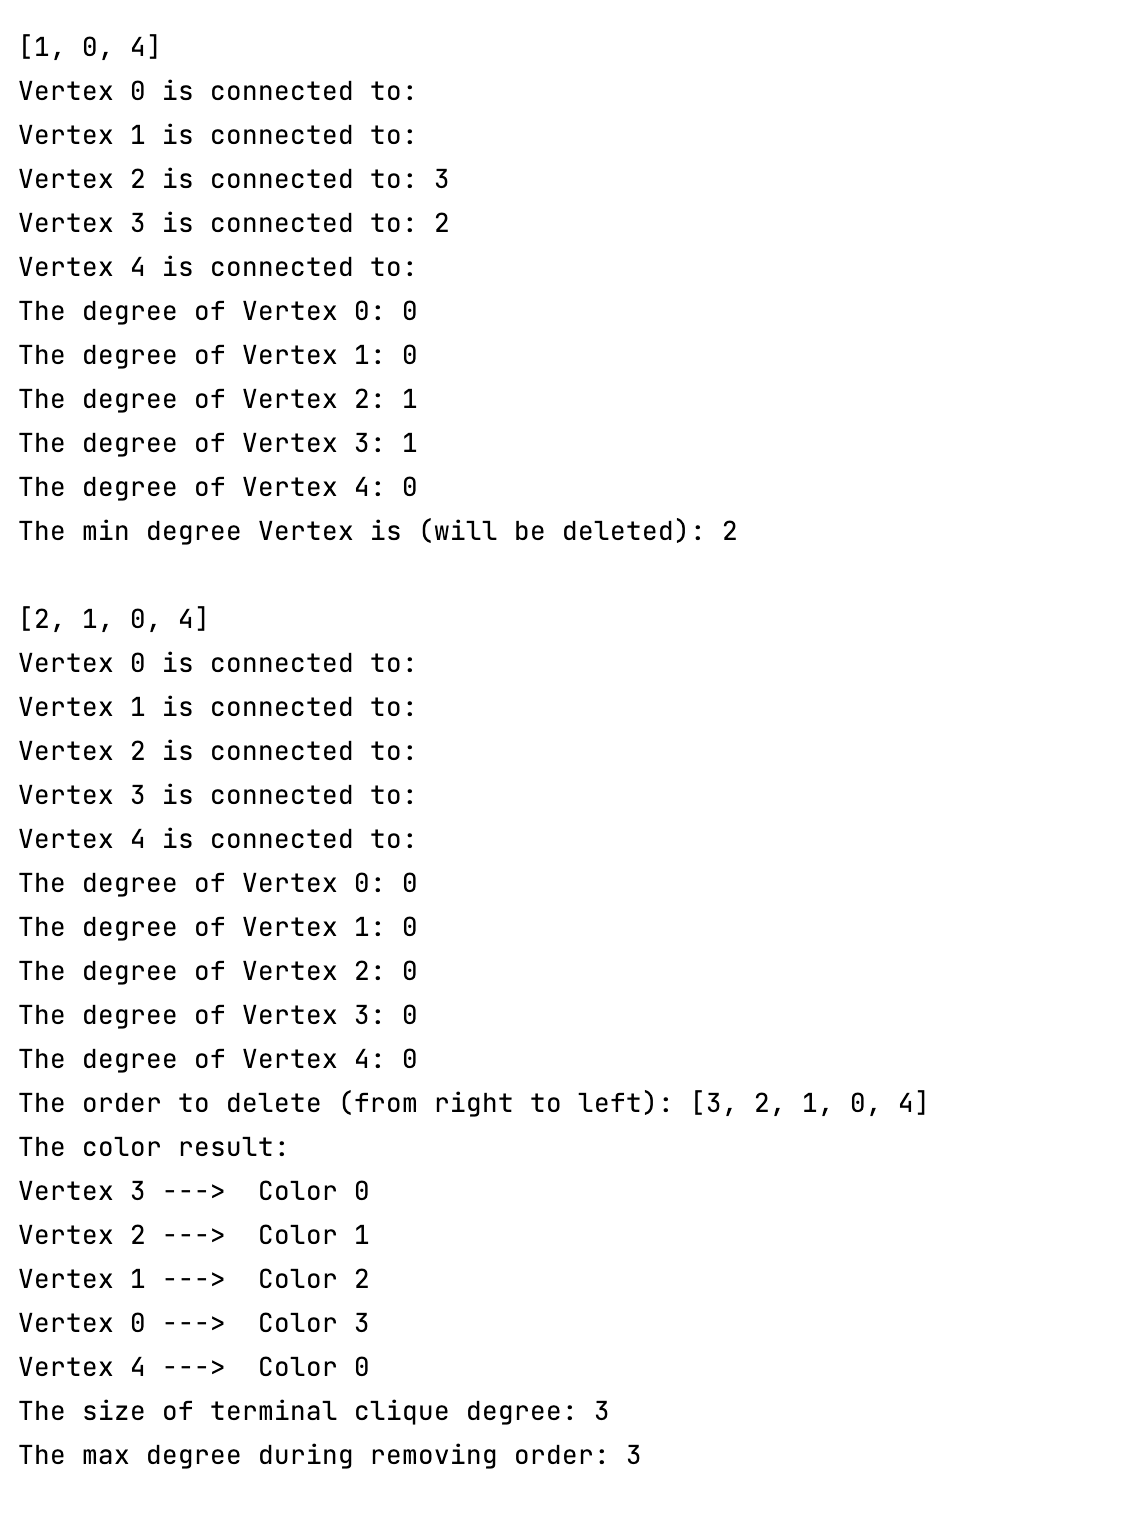 [1, 0, 4]
Vertex 0 is connected to:
Vertex 1 is connected to:
Vertex 2 is connected to: 3
Vertex 3 is connected to: 2
Vertex 4 is connected to:
The degree of Vertex 0: 0
The degree of Vertex 1: 0
The degree of Vertex 2: 1
The degree of Vertex 3: 1
The degree of Vertex 4: 0
The min degree Vertex is (will be deleted): 2

[2, 1, 0, 4]
Vertex 0 is connected to:
Vertex 1 is connected to:
Vertex 2 is connected to:
Vertex 3 is connected to:
Vertex 4 is connected to:
The degree of Vertex 0: 0
The degree of Vertex 1: 0
The degree of Vertex 2: 0
The degree of Vertex 3: 0
The degree of Vertex 4: 0
The order to delete (from right to left): [3, 2, 1, 0, 4]
The color result:
Vertex 3 --->  Color 0
Vertex 2 --->  Color 1
Vertex 1 --->  Color 2
Vertex 0 --->  Color 3
Vertex 4 --->  Color 0
The size of terminal clique degree: 3
The max degree during removing order: 3